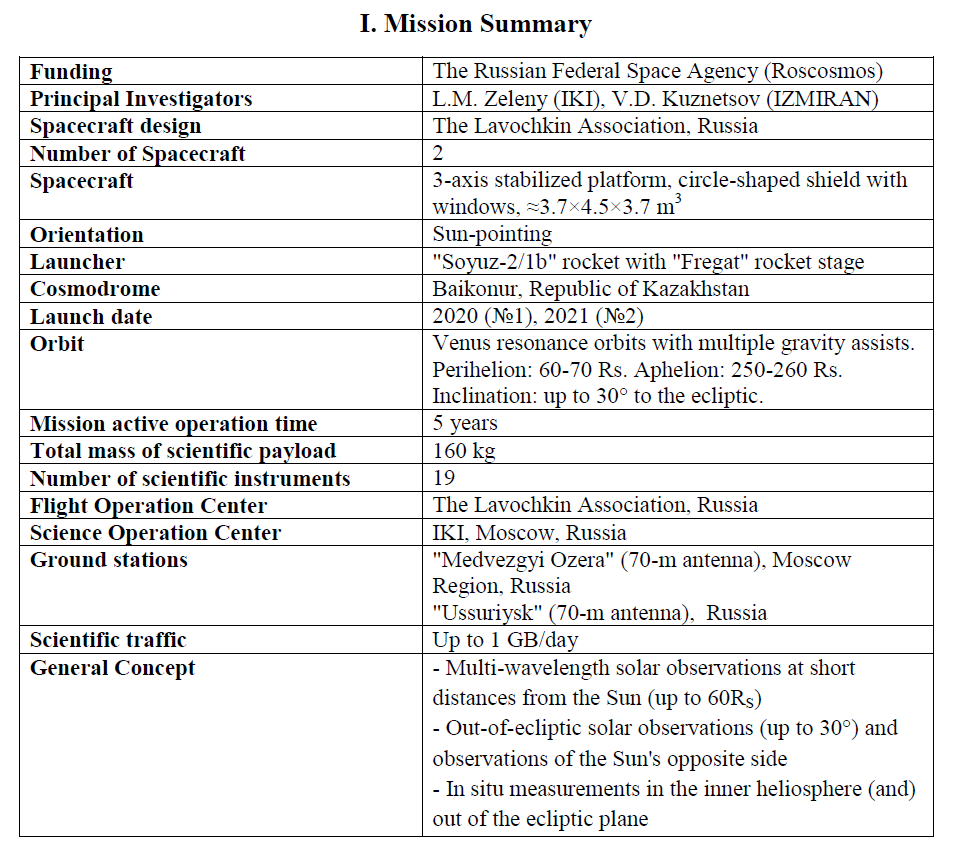 I. Mission Summary
Funding
The Russian Federal Space Agency (Roscosmos)
Principal Investigators
L.M. Zeleny (IKI), V.D. Kuznetsov (IZMIRAN)
Spacecraft design
The Lavochkin Association, Russia
Number of Spacecraft
2
Spacecraft
3-axis stabilized platform, circle-shaped shield with
windows, ≈3.7×4.5×3.7 m³
Orientation
Sun-pointing
Launcher
"Soyuz-2/1b" rocket with "Fregat" rocket stage
Cosmodrome
Baikonur, Republic of Kazakhstan
Launch date
2020 (№1), 2021 (№2)
Orbit
Venus resonance orbits with multiple gravity assists.
Perihelion: 60-70 Rs. Aphelion: 250-260 Rs.
Inclination: up to 30° to the ecliptic.
Mission active operation time
5 years
Total mass of scientific payload
160 kg
Number of scientific instruments
19
Flight Operation Center
The Lavochkin Association, Russia
Science Operation Center
IKI, Moscow, Russia
Ground stations
"Medvezgyi Ozera" (70-m antenna), Moscow
Region, Russia
"Ussuriysk" (70-m antenna), Russia
Scientific traffic
Up to 1 GB/day
General Concept
- Multi-wavelength solar observations at short
distances from the Sun (up to 60Rs)
- Out-of-ecliptic solar observations (up to 30°) and
observations of the Sun's opposite side
- In situ measurements in the inner heliosphere (and)
out of the ecliptic plane